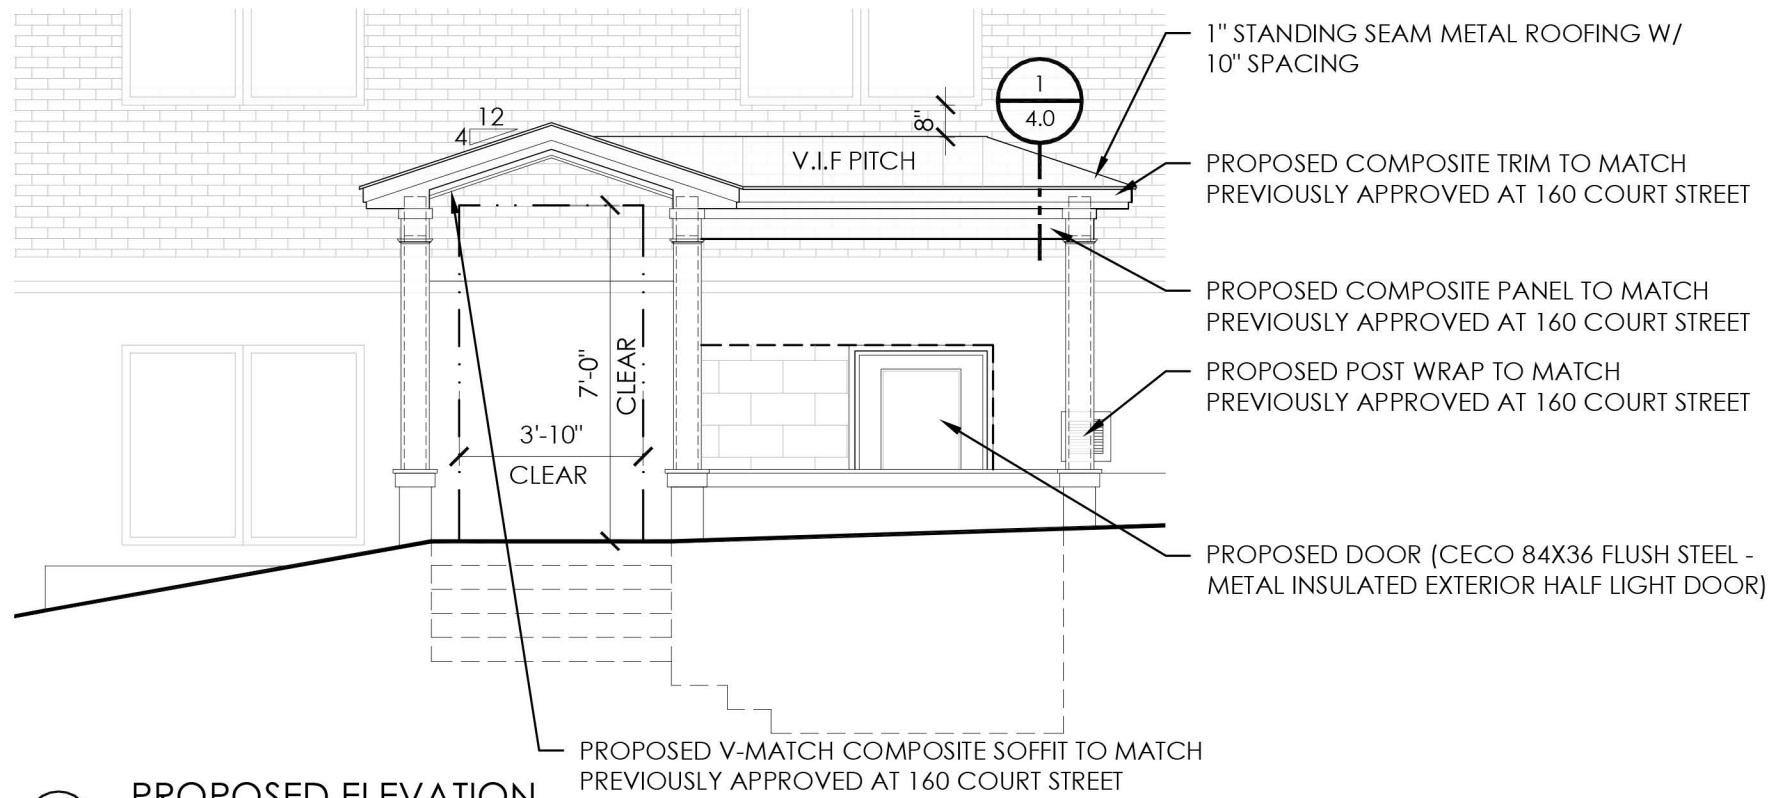 1" STANDING SEAM METAL ROOFING W/
10" SPACING
1
4.0
12
4
8"
V.I.F PITCH
PROPOSED COMPOSITE TRIM TO MATCH
PREVIOUSLY APPROVED AT 160 COURT STREET
PROPOSED COMPOSITE PANEL TO MATCH
PREVIOUSLY APPROVED AT 160 COURT STREET
7'-0"
CLEAR
PROPOSED POST WRAP TO MATCH
PREVIOUSLY APPROVED AT 160 COURT STREET
3'-10"
CLEAR
PROPOSED DOOR (CECO 84X36 FLUSH STEEL -
METAL INSULATED EXTERIOR HALF LIGHT DOOR)
PROPOSED V-MATCH COMPOSITE SOFFIT TO MATCH
PREVIOUSLY APPROVED AT 160 COURT STREET
PROPOSED ELEVATION